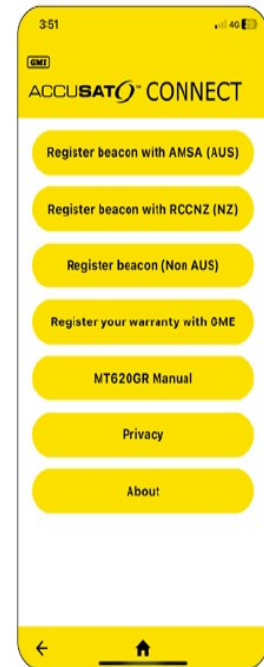 3:51
4G
GME
ACCUSAT™ CONNECT
Register beacon with AMSA (AUS)
Register beacon with RCCNZ (NZ)
Register beacon (Non AUS)
Register your warranty with GME
MT620GR Manual
Privacy
About